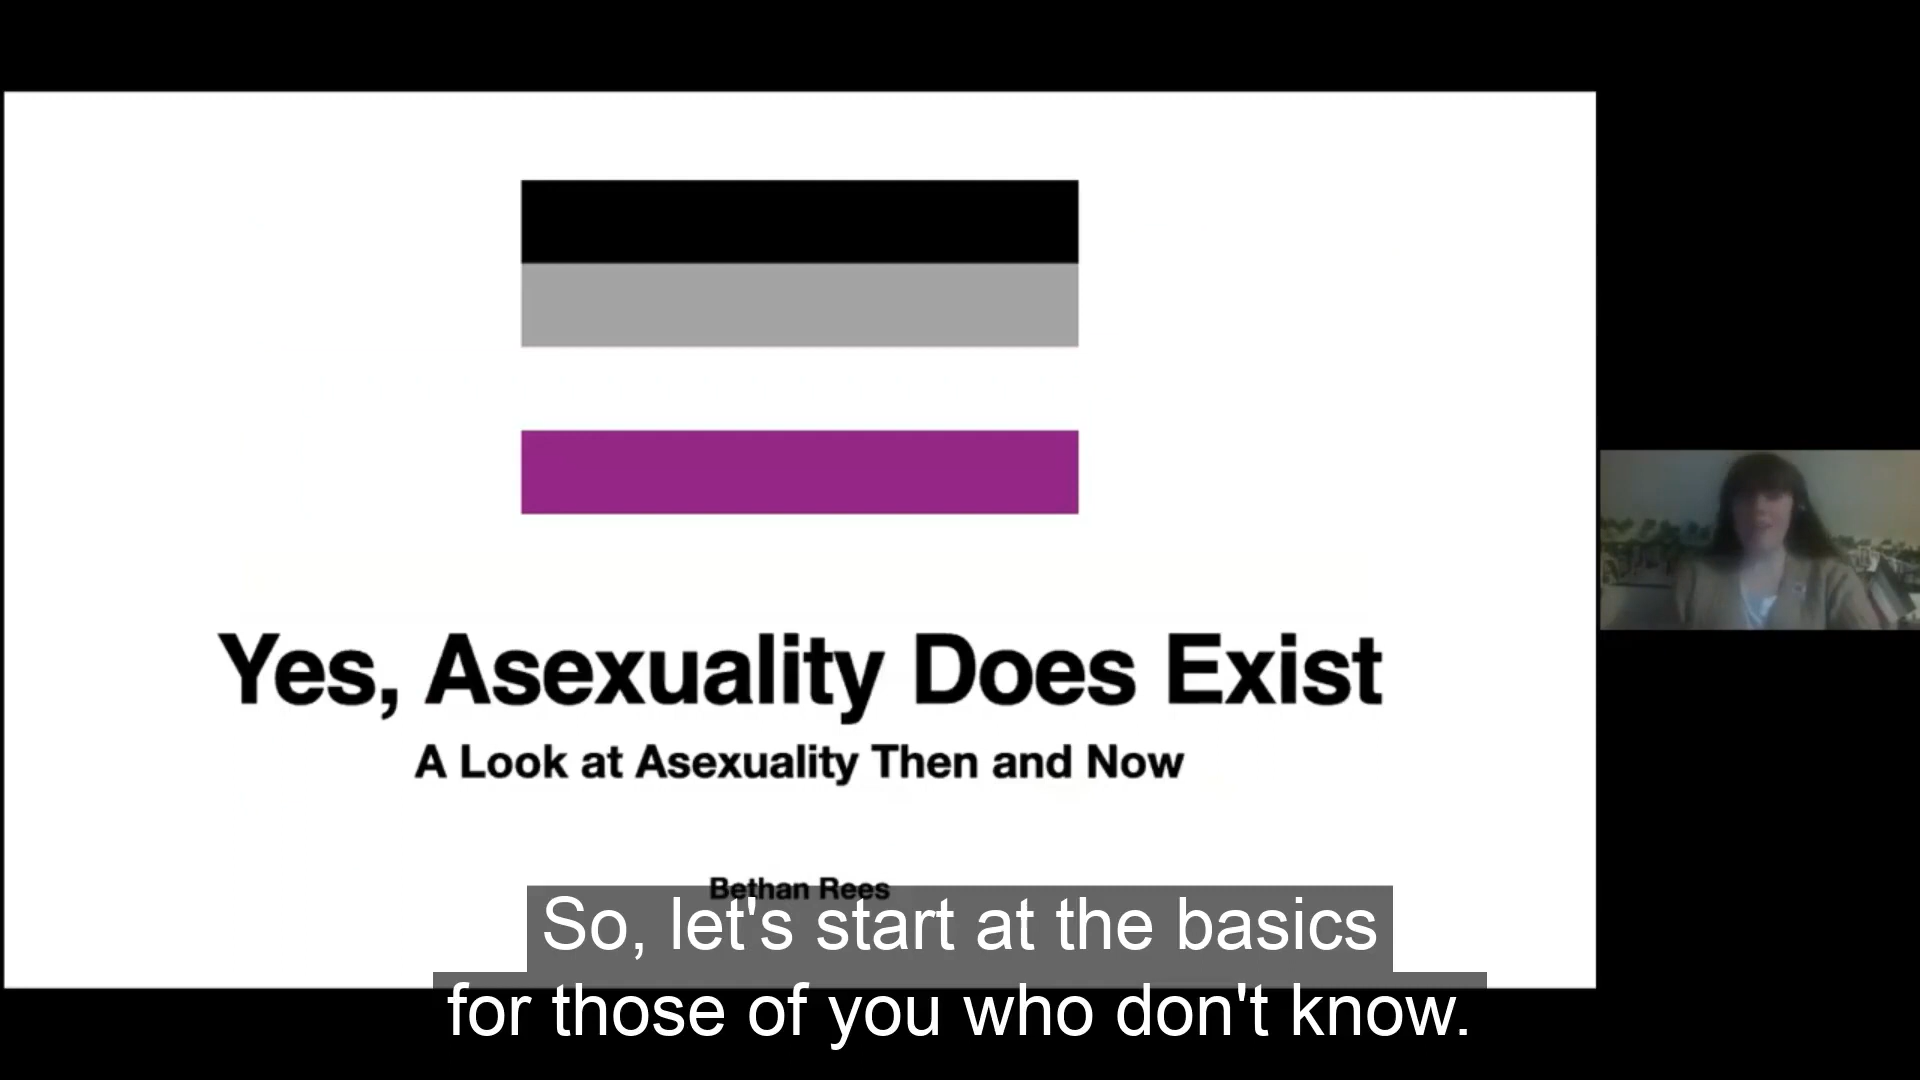 Yes, Asexuality Does Exist
A Look at Asexuality Then and Now
Bethan Rees
So, let's start at the basics
for those of you who don't know.